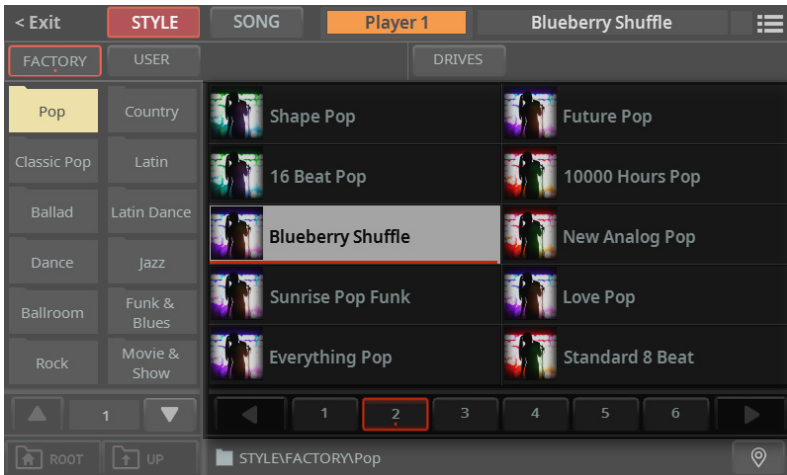 < Exit STYLE SONG Player 1 Blueberry Shuffle
FACTORY USER DRIVES
Pop Country
Classic Pop Latin
Ballad Latin Dance
Dance Jazz
Ballroom Funk & Blues
Rock Movie & Show
1
Shape Pop Future Pop
16 Beat Pop 10000 Hours Pop
Blueberry Shuffle New Analog Pop
Sunrise Pop Funk Love Pop
Everything Pop Standard 8 Beat
1 2 3 4 5 6
ROOT UP STYLE\FACTORY\Pop